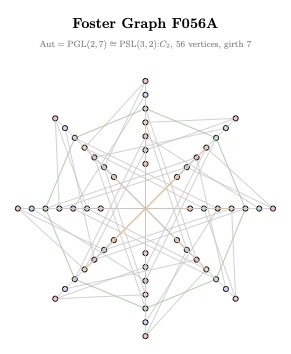 Foster Graph F056A
Aut = PGL(2,7) ≅ PSL(3,2):C₂, 56 vertices, girth 7